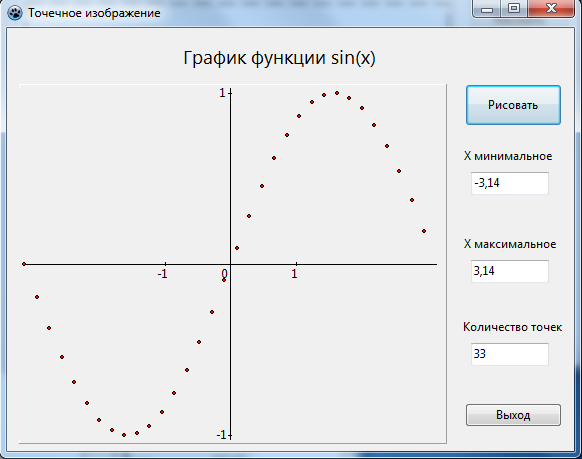 Точечное изображение
График функции sin(x)
1
-1
0
1
-1
Рисовать
X минимальное
-3,14
X максимальное
3,14
Количество точек
33
Выход